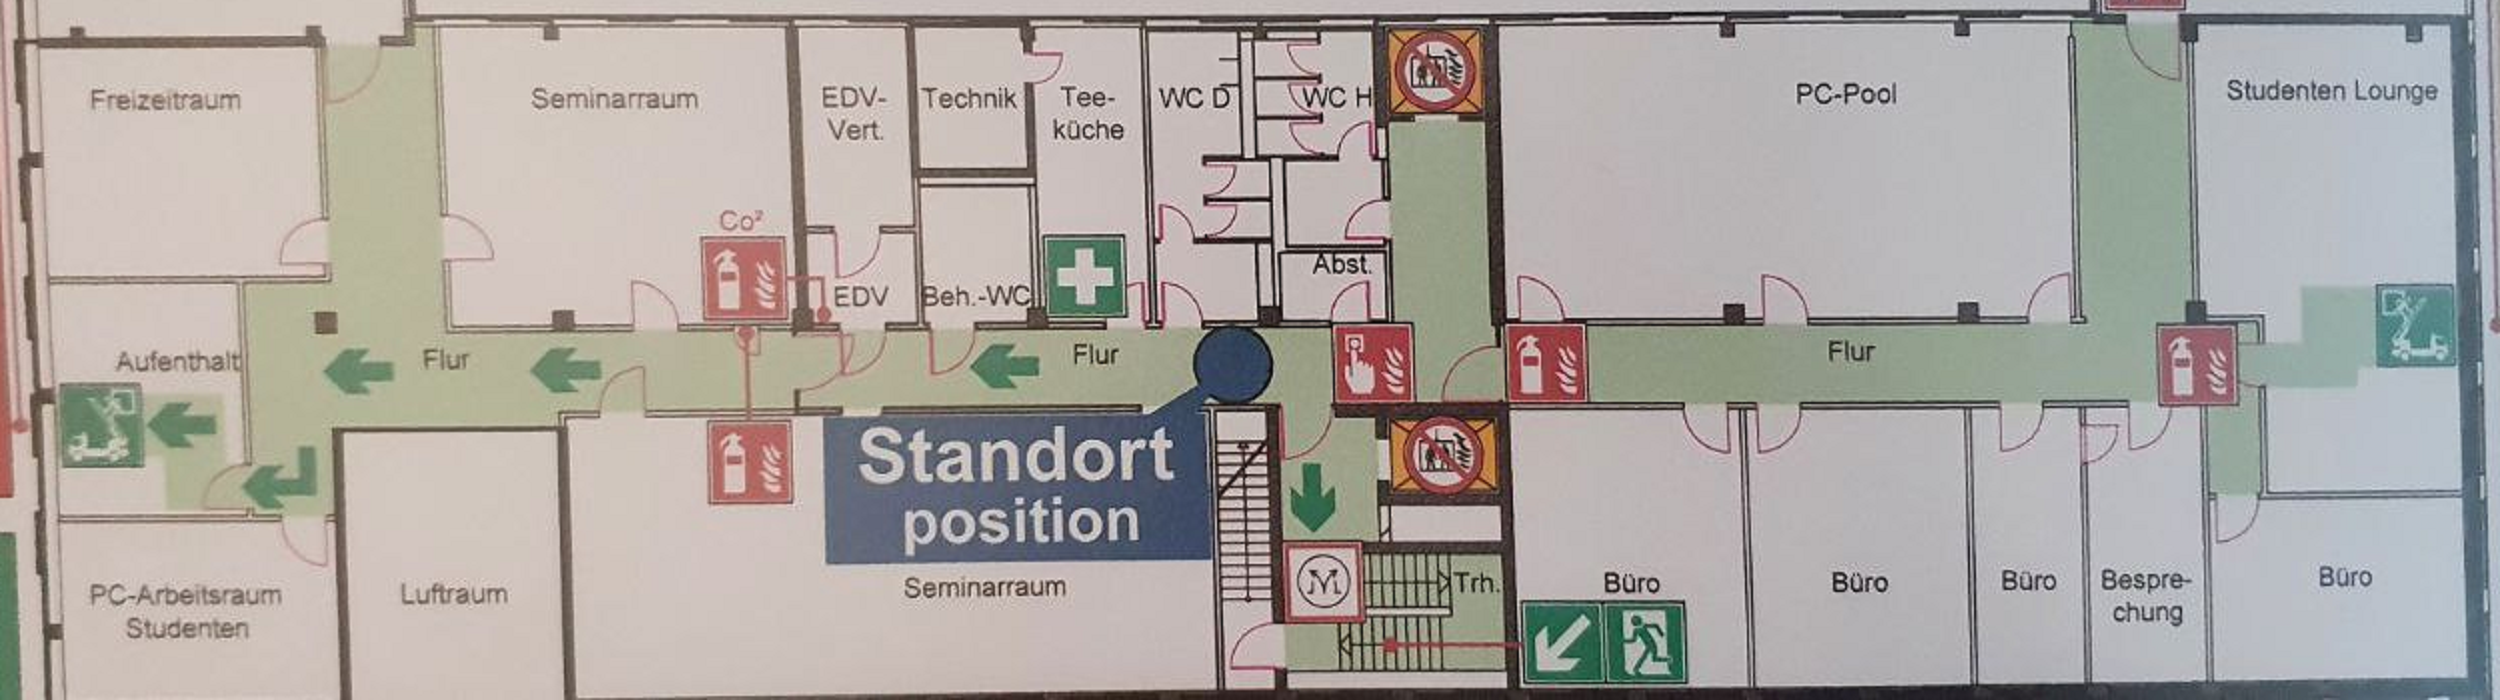 Freizeitraum
Seminarraum
EDV-
Vert.
Technik
Tee-
küche
WC D
WC H
PC-Pool
Studenten Lounge
Co²
EDV
Beh.-WC
Abst.
Aufenthalt
Flur
Flur
Flur
Standort
position
PC-Arbeitsraum
Studenten
Luftraum
Seminarraum
Trh.
Büro
Büro
Büro
Bespre-
chung
Büro